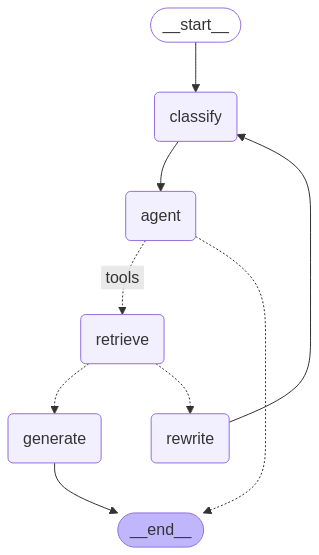 __start__
classify
agent
tools
retrieve
generate
rewrite
__end__